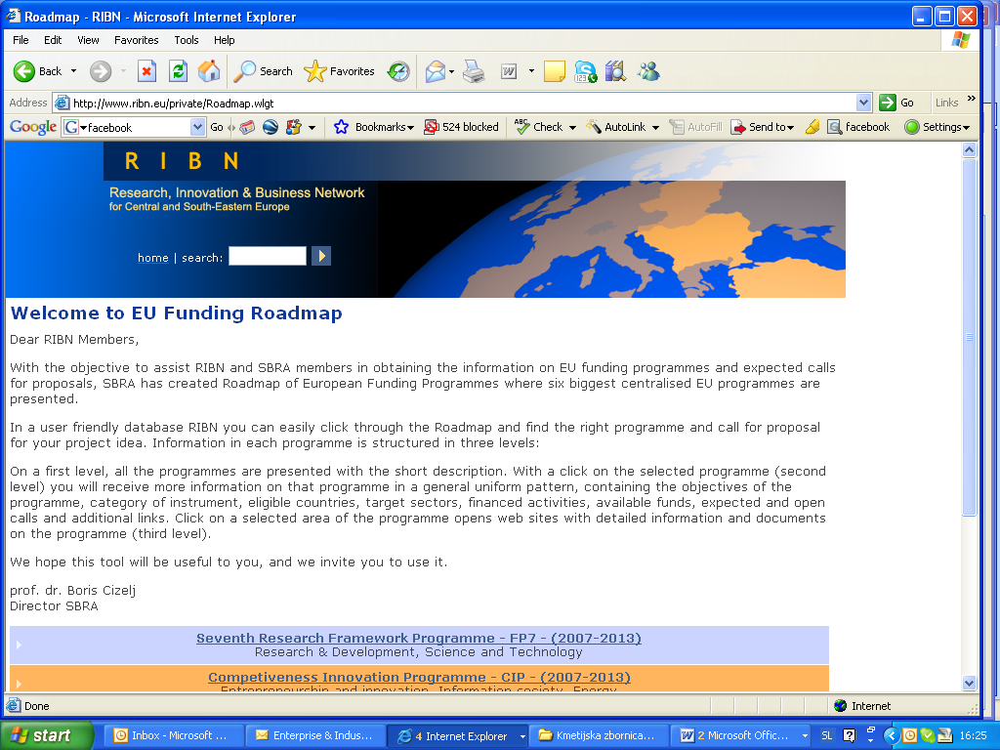 Roadmap - RIBN - Microsoft Internet Explorer
File Edit View Favorites Tools Help
Back Search Favorites
Address http://www.ribn.eu/private/Roadmap.wlgt Go Links »
Google facebook Go Bookmarks 524 blocked ABC Check AutoLink AutoFill Send to facebook Settings
R I B N
Research, Innovation & Business Network
for Central and South-Eastern Europe
home | search:
Welcome to EU Funding Roadmap
Dear RIBN Members,
With the objective to assist RIBN and SBRA members in obtaining the information on EU funding programmes and expected calls
for proposals, SBRA has created Roadmap of European Funding Programmes where six biggest centralised EU programmes are
presented.
In a user friendly database RIBN you can easily click through the Roadmap and find the right programme and call for proposal
for your project idea. Information in each programme is structured in three levels:
On a first level, all the programmes are presented with the short description. With a click on the selected programme (second
level) you will receive more information on that programme in a general uniform pattern, containing the objectives of the
programme, category of instrument, eligible countries, target sectors, financed activities, available funds, expected and open
calls and additional links. Click on a selected area of the programme opens web sites with detailed information and documents
on the programme (third level).
We hope this tool will be useful to you, and we invite you to use it.
prof. dr. Boris Cizelj
Director SBRA
Seventh Research Framework Programme - FP7 - (2007-2013)
Research & Development, Science and Technology
Competiveness Innovation Programme - CIP - (2007-2013)
Entrepreneurship and innovation, Information society, Energy
Done Internet
start Inbox - Microsoft ... Enterprise & Indus... 4 Internet Explorer Kmetijska zbornica... 2 Microsoft Offic... SL 16:25